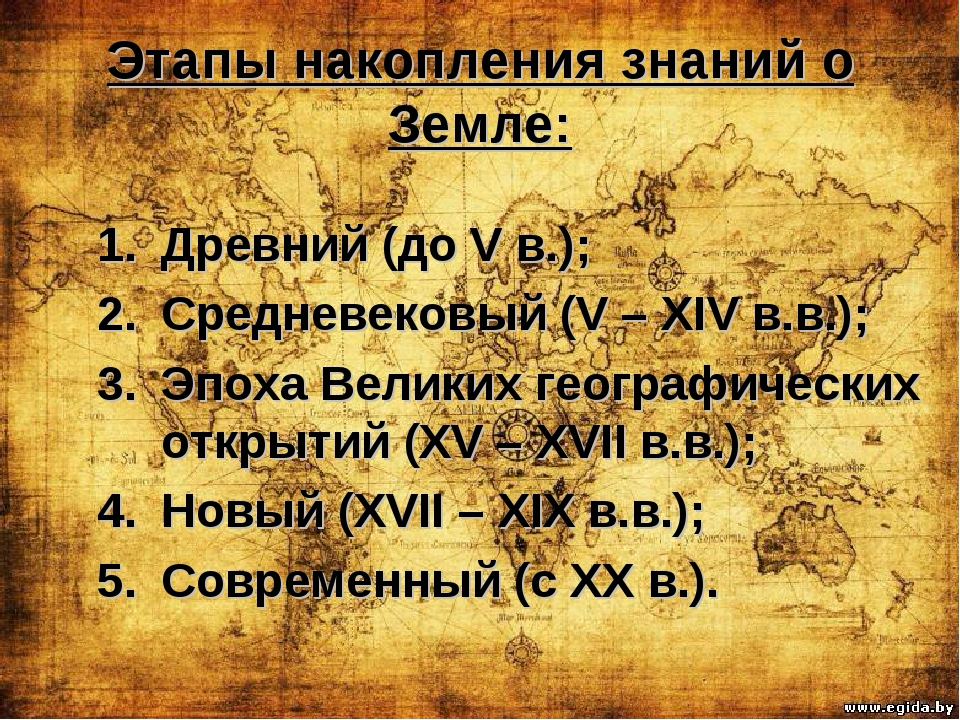 Этапы накопления знаний о
Земле:
1. Древний (до V в.);
2. Средневековый (V – XIV в.в.);
3. Эпоха Великих географических
открытий (XV – XVII в.в.);
4. Новый (XVII – XIX в.в.);
5. Современный (с XX в.).
www.egida.by